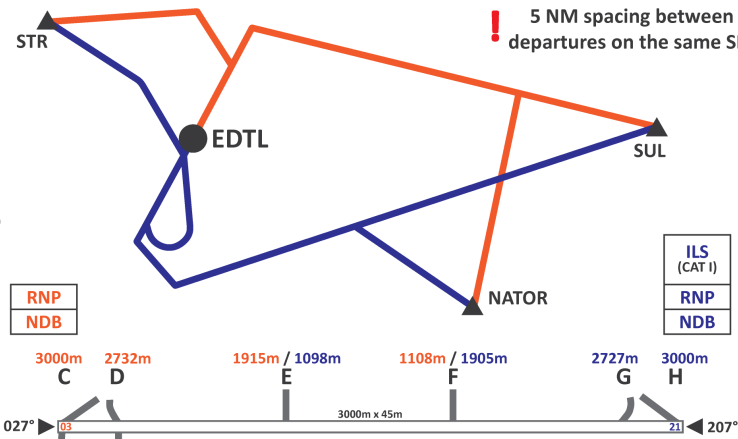 ! 5 NM spacing between
departures on the same
STR
EDTL
SUL
NATOR
ILS
(CAT I)
RNP
NDB
RNP
NDB
3000m 2732m 1915m / 1098m 1108m / 1905m 2727m 3000m
C D E F G H
3000m x 45m
027° 03 21 207°